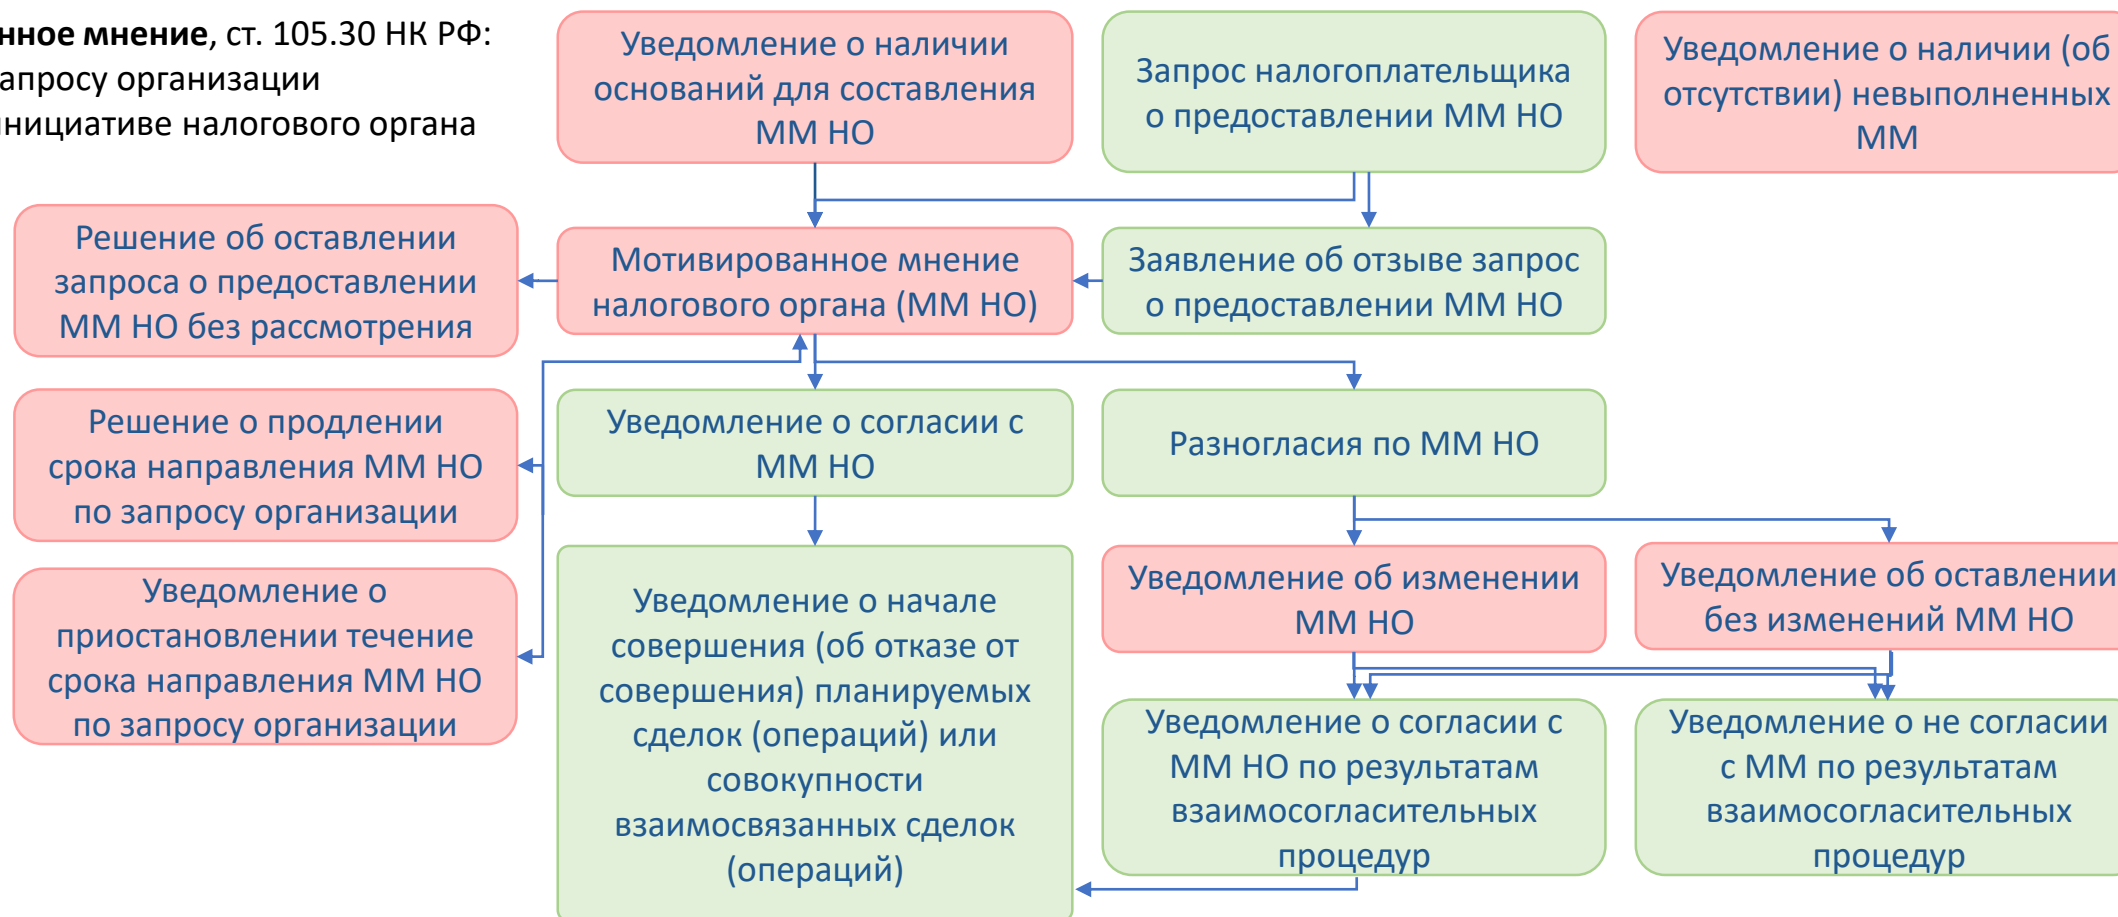 нное мнение, ст. 105.30 НК РФ:
апросу организации
нициативе налогового органа
Уведомление о наличии
оснований для составления
ММ НО
Запрос налогоплательщика
о предоставлении ММ НО
Уведомление о наличии (об
отсутствии) невыполненных
ММ
Решение об оставлении
запроса о предоставлении
ММ НО без рассмотрения
Мотивированное мнение
налогового органа (ММ НО)
Заявление об отзыве запрос
о предоставлении ММ НО
Решение о продлении
срока направления ММ НО
по запросу организации
Уведомление о согласии с
ММ НО
Разногласия по ММ НО
Уведомление о
приостановлении течение
срока направления ММ НО
по запросу организации
Уведомление о начале
совершения (об отказе от
совершения) планируемых
сделок (операций) или
совокупности
взаимосвязанных сделок
(операций)
Уведомление об изменении
ММ НО
Уведомление об оставлении
без изменений ММ НО
Уведомление о согласии с
ММ НО по результатам
взаимосогласительных
процедур
Уведомление о не согласии
с ММ по результатам
взаимосогласительных
процедур